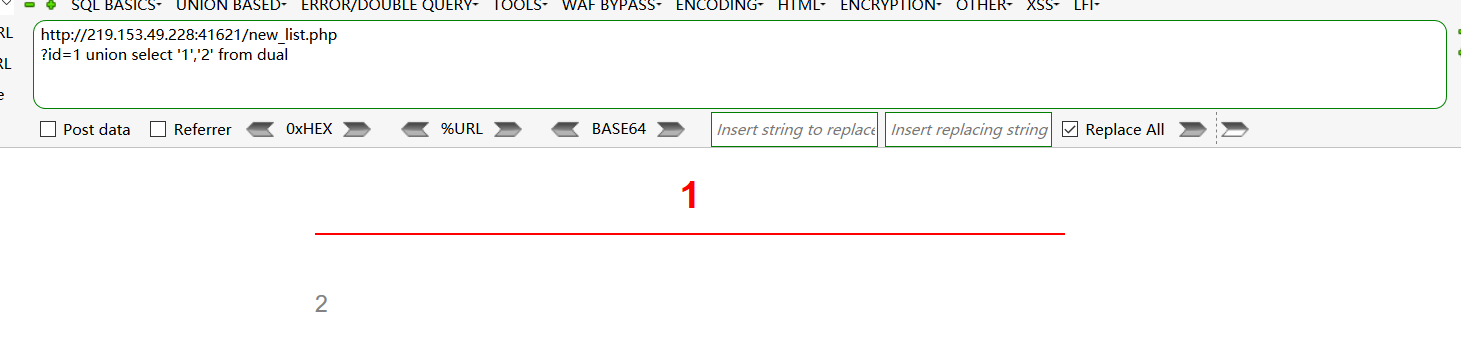 SQL BASICS- UNION BASED- ERROR/DOUBLE QUERY- TOOLS- WAF BYPASS- ENCODING- HTML- ENCRYPTION- OTHER- XSS- LFI-
RL
http://219.153.49.228:41621/new_list.php
?id=1 union select '1','2' from dual
RL
e
Post data Referrer 0xHEX %URL BASE64 Insert string to replace Insert replacing string Replace All
1
2